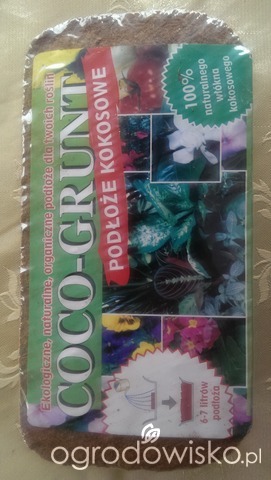 Ekologiczne, naturalne, organiczne podłoże dla Twoich roślin
COCO-GRUNT
PODŁOŻE KOKOSOWE
100%
naturalnego
włókna
kokosowego
6-7 litrów
podłoża
ogrodowisko.pl